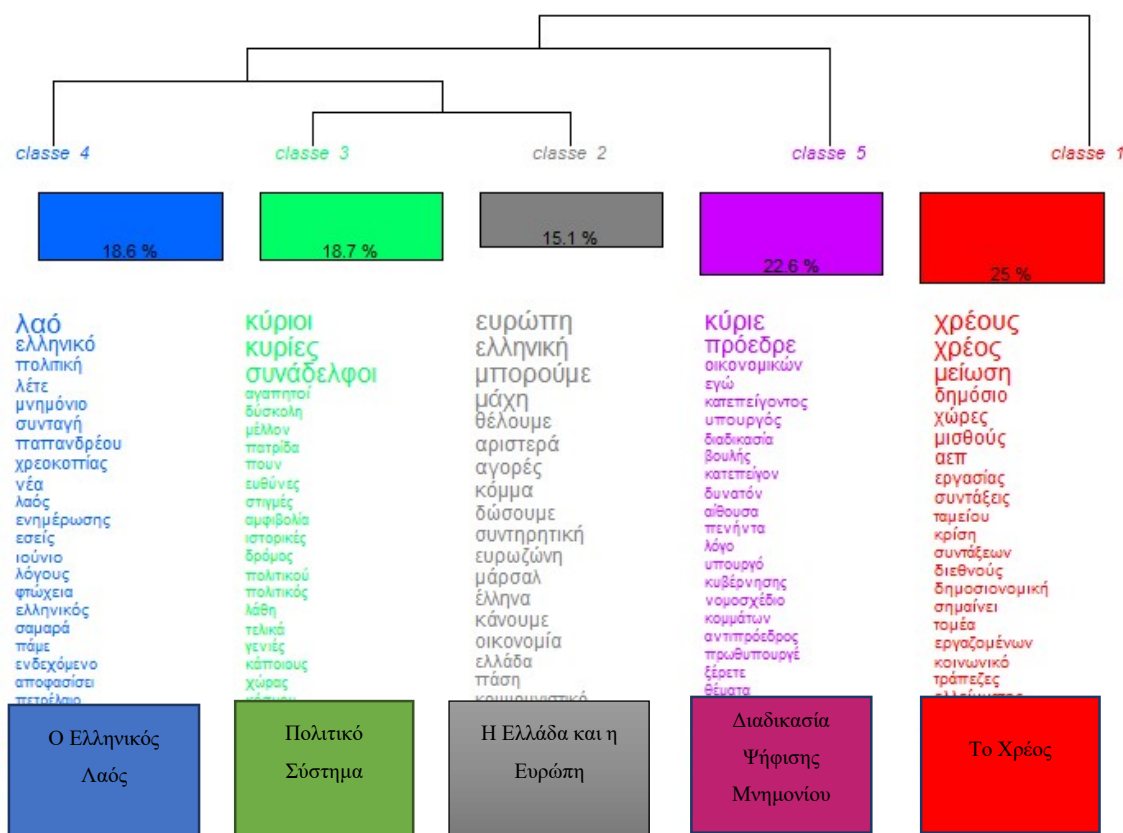 classe 4
classe 3
classe 2
classe 5
classe 1
18.6 %
18.7 %
15.1 %
22.6 %
25 %
λαό
ελληνικό
πολιτική
λέτε
μνημόνιο
συνταγή
παπανδρέου
χρεοκοπίας
νέα
λαός
ενημέρωσης
εσείς
ιούνιο
λόγους
φτώχεια
ελληνικός
σαμαρά
πάμε
ενδεχόμενο
αποφασίσει
πετρέλαιο
κύριοι
κυρίες
συνάδελφοι
αγαπητοί
δύσκολη
μέλλον
πατρίδα
πουν
ευθύνες
στιγμές
αμφιβολία
ιστορικές
δρόμος
πολιτικού
πολιτικός
λάθη
τελικά
γενιές
κάποιους
χώρας
ευρώπη
ελληνική
μπορούμε
μάχη
θέλουμε
αριστερά
αγορές
κόμμα
δώσουμε
συντηρητική
ευρωζώνη
μάρσαλ
έλληνα
κάνουμε
οικονομία
ελλάδα
πάση
κύριε
πρόεδρε
οικονομικών
εγώ
κατεπείγοντος
υπουργός
διαδικασία
βουλής
κατεπείγον
δυνατόν
αίθουσα
πενήντα
λόγο
υπουργό
κυβέρνησης
νομοσχέδιο
κομμάτων
αντιπρόεδρος
πρωθυπουργέ
ξέρετε
θέματα
χρέους
χρέος
μείωση
δημόσιο
χώρες
μισθούς
αεπ
εργασίας
συντάξεις
ταμείου
κρίση
συντάξεων
διεθνούς
δημοσιονομική
σημαίνει
τομέα
εργαζομένων
κοινωνικό
τράπεζες
Ο Ελληνικός
Λαός
Πολιτικό
Σύστημα
Η Ελλάδα και η
Ευρώπη
Διαδικασία
Ψήφισης
Μνημονίου
Το Χρέος